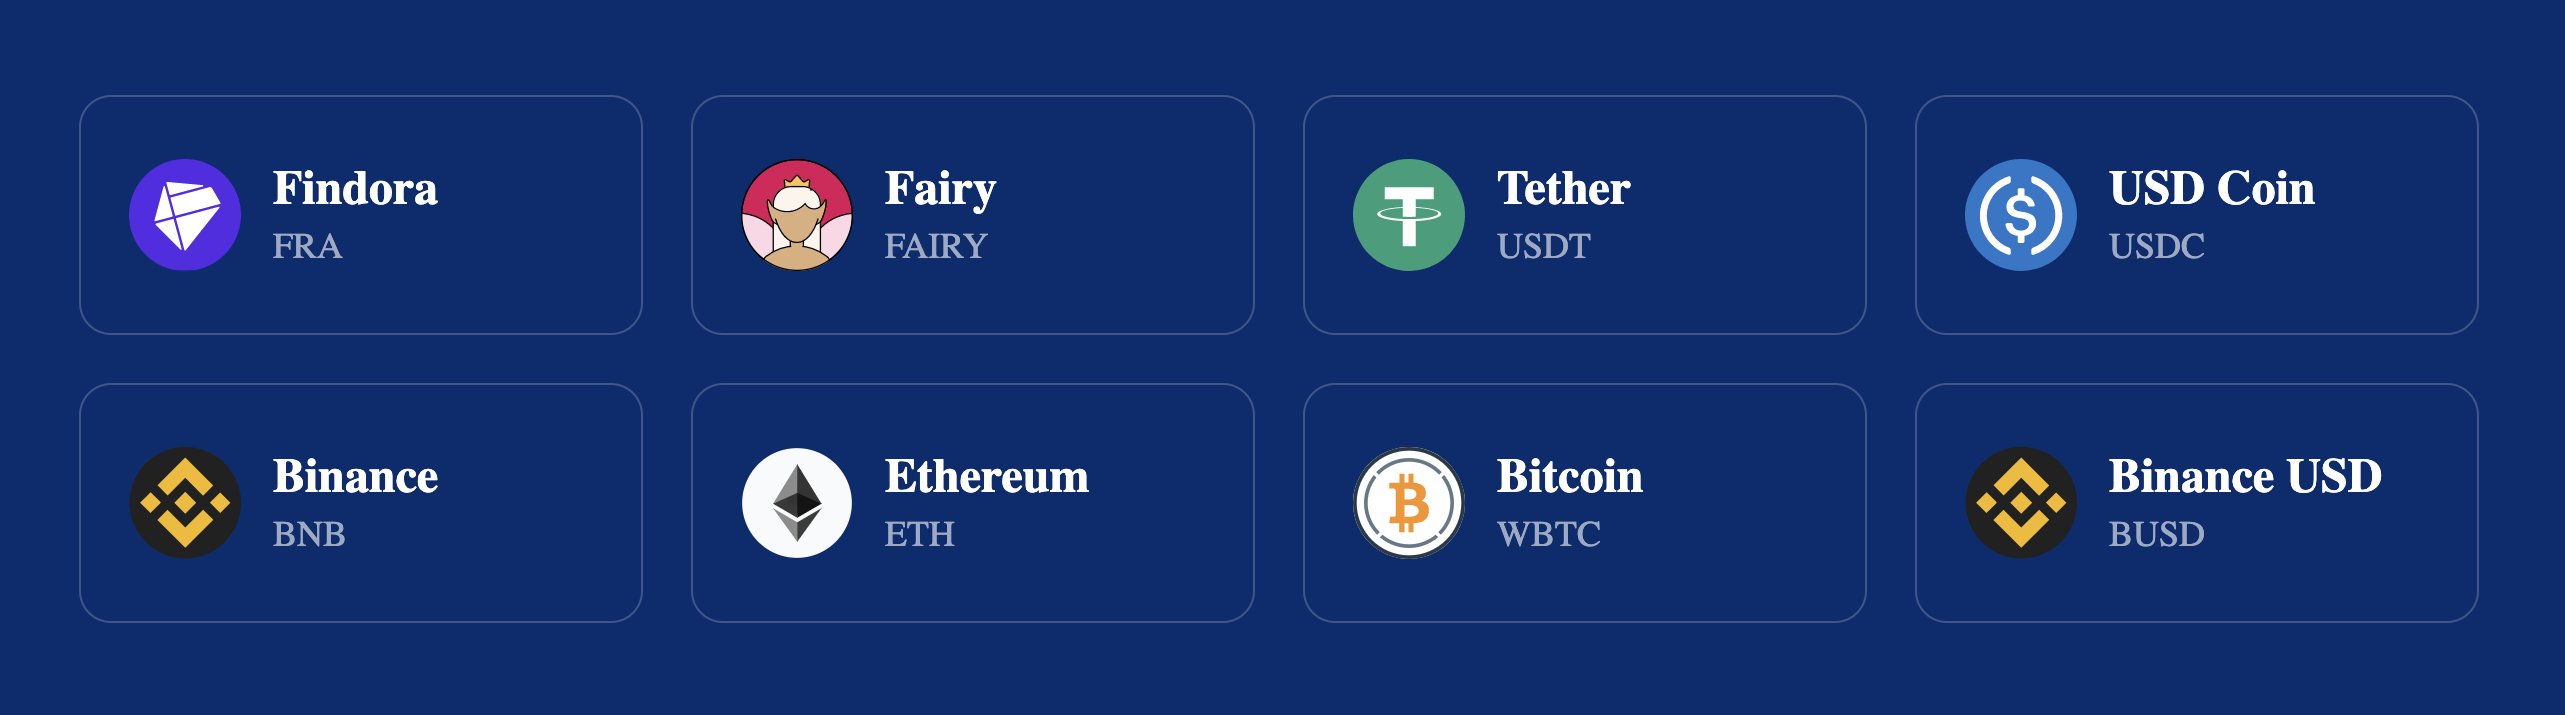 Findora
FRA
Fairy
FAIRY
Tether
USDT
USD Coin
USDC
Binance
BNB
Ethereum
ETH
Bitcoin
WBTC
Binance USD
BUSD